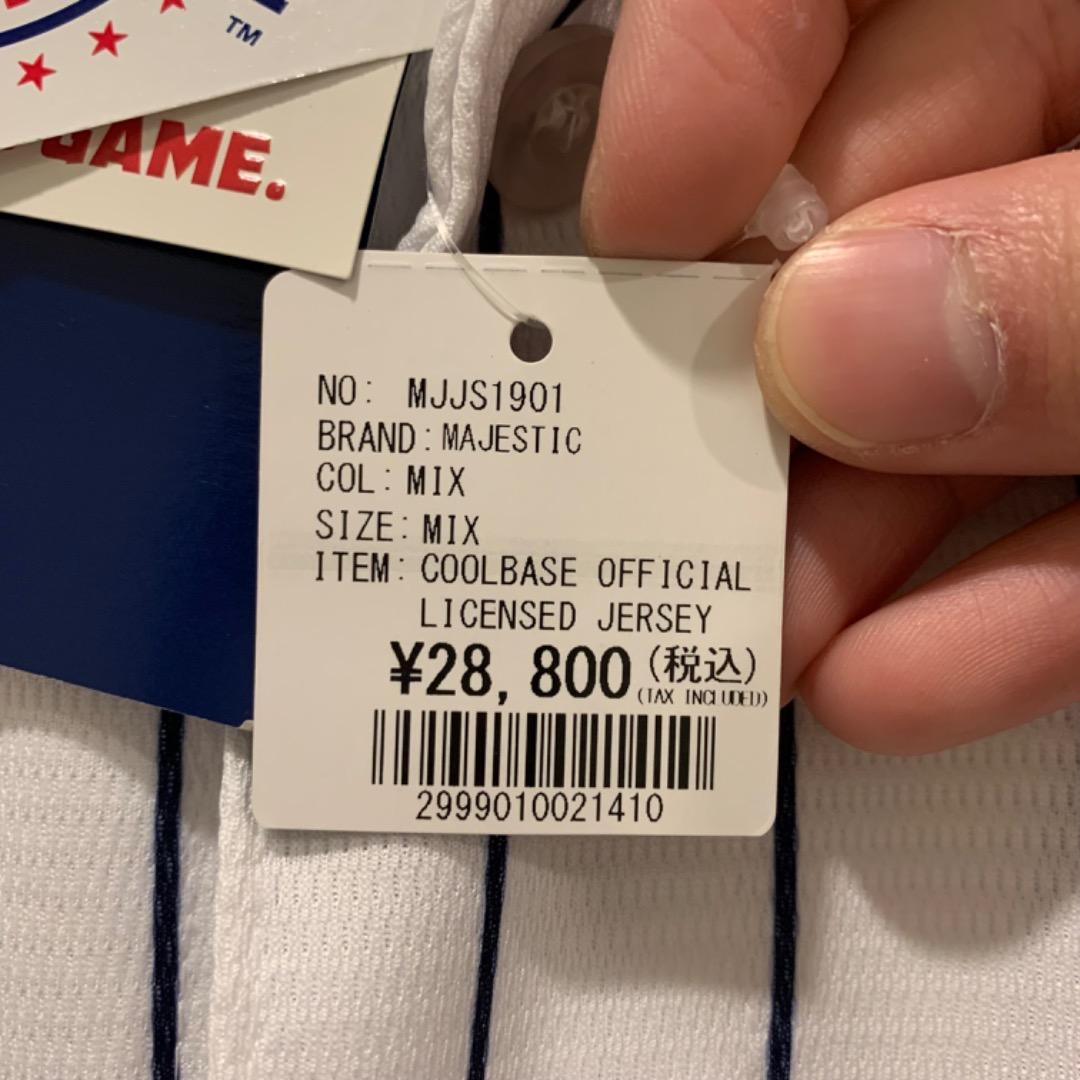 TM
GAME.
NO: MJJS1901
BRAND: MAJESTIC
COL: MIX
SIZE: MIX
ITEM: COOLBASE OFFICIAL
LICENSED JERSEY
¥28,800 (税込)
(TAX INCLUDED)
2999010021410